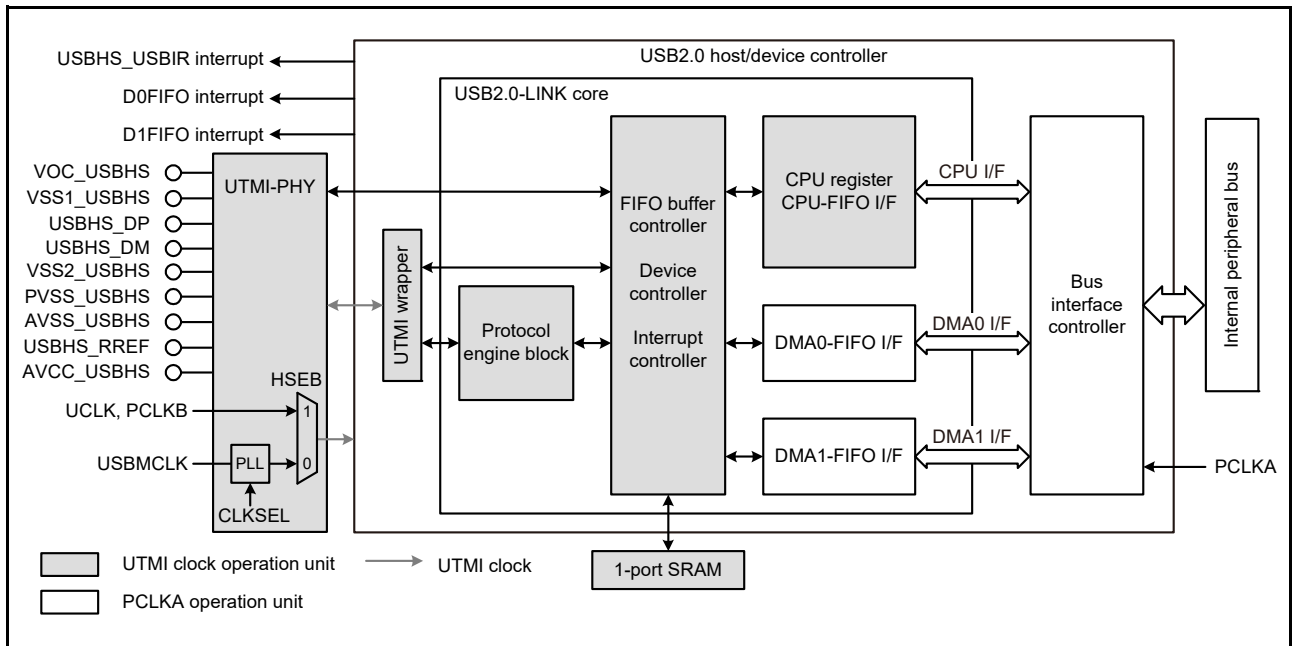 USB2.0 host/device controller
USBHS_USBIR interrupt
D0FIFO interrupt
D1FIFO interrupt
USB2.0-LINK core
VOC_USBHS
VSS1_USBHS
USBHS_DP
USBHS_DM
VSS2_USBHS
PVSS_USBHS
AVSS_USBHS
USBHS_RREF
AVCC_USBHS
UCLK, PCLKB
USBMCLK
UTMI-PHY
HSEB
1
0
PLL
CLKSEL
UTMI wrapper
Protocol
engine block
FIFO buffer
controller
Device
controller
Interrupt
controller
CPU register
CPU-FIFO I/F
DMA0-FIFO I/F
DMA1-FIFO I/F
CPU I/F
DMA0 I/F
DMA1 I/F
Bus
interface
controller
Internal peripheral bus
PCLKA
1-port SRAM
UTMI clock operation unit
UTMI clock
PCLKA operation unit